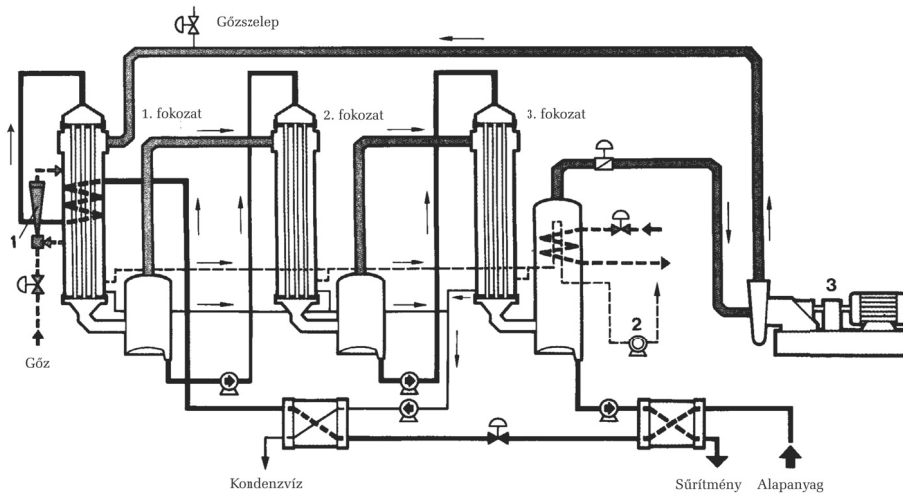 Gőzszelep
1. fokozat
2. fokozat
3. fokozat
1
3
2
Gőz
Kondenzvíz
Sűrítmény
Alapanyag